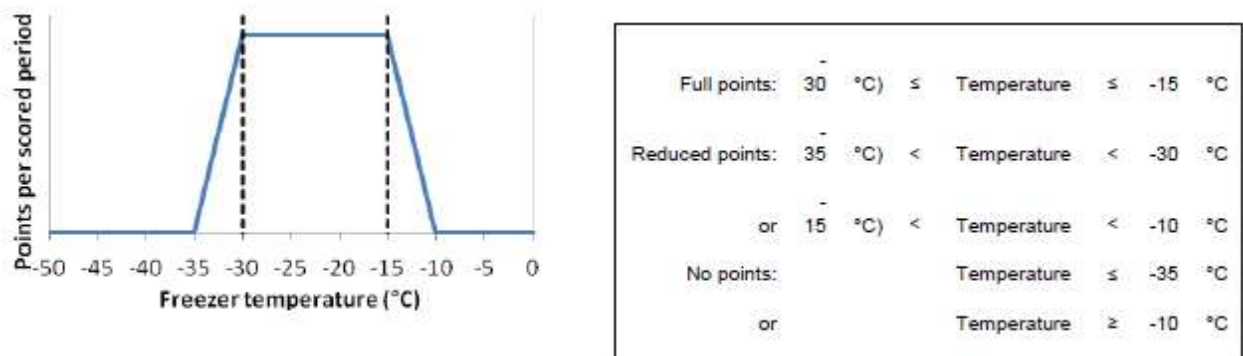 Points per scored period
-50 -45 -40 -35 -30 -25 -20 -15 -10 -5 0
Freezer temperature (°C)
Full points: -30 °C) ≤ Temperature ≤ -15 °C
Reduced points: -35 °C) < Temperature < -30 °C
or -15 °C) < Temperature < -10 °C
No points: Temperature ≤ -35 °C
or Temperature ≥ -10 °C